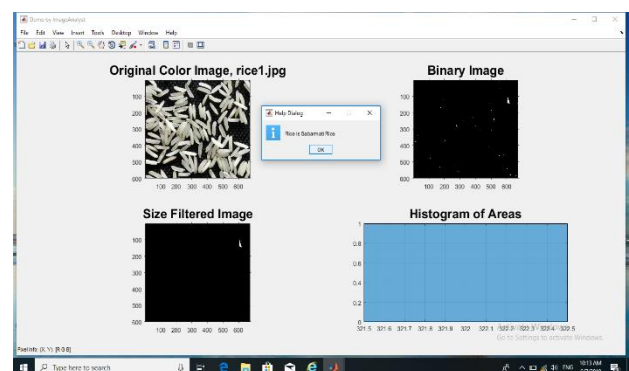 Demo by ImageAnalyst
File Edit View Insert Tools Desktop Window Help
Original Color Image, rice1.jpg
100
200
300
400
500
600
100 200 300 400 500 600
Help Dialog
Rice is Sabarmati Rice
OK
Binary Image
100
200
300
400
500
600
100 200 300 400 500 600
Size Filtered Image
100
200
300
400
500
600
100 200 300 400 500 600
Histogram of Areas
1
0.8
0.6
0.4
0.2
0
321.5 321.6 321.7 321.8 321.9 322 322.1 322.2 322.3 322.4 322.5
Go to Settings to activate Windows.
Pixel info: (X, Y) [R G B]
Type here to search
ENG
10:13 AM